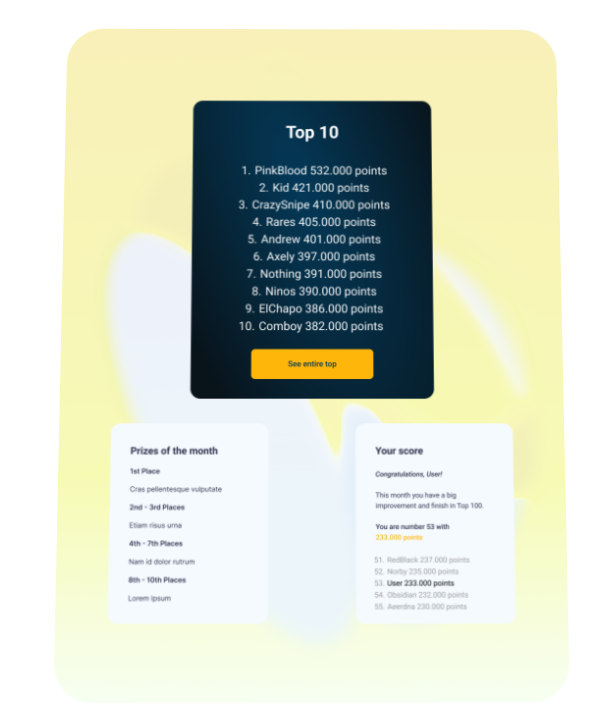 Top 10
1. PinkBlood 532.000 points
2. Kid 421.000 points
3. CrazySnipe 410.000 points
4. Rares 405.000 points
5. Andrew 401.000 points
6. Axely 397.000 points
7. Nothing 391.000 points
8. Ninos 390.000 points
9. ElChapo 386.000 points
10. Comboy 382.000 points
See entire top
Prizes of the month
1st Place
Cras pellentesque vulputate
2nd - 3rd Places
Etiam risus urna
4th - 7th Places
Nam id dolor rutrum
8th - 10th Places
Lorem Ipsum
Your score
Congratulations, User!
This month you have a big
improvement and finish in Top 100.
You are number 53 with
233.000 points
51. RedBlack 237.000 points
52. Norby 235.000 points
53. User 233.000 points
54. Obsidian 232.000 points
55. Aeerdna 230.000 points